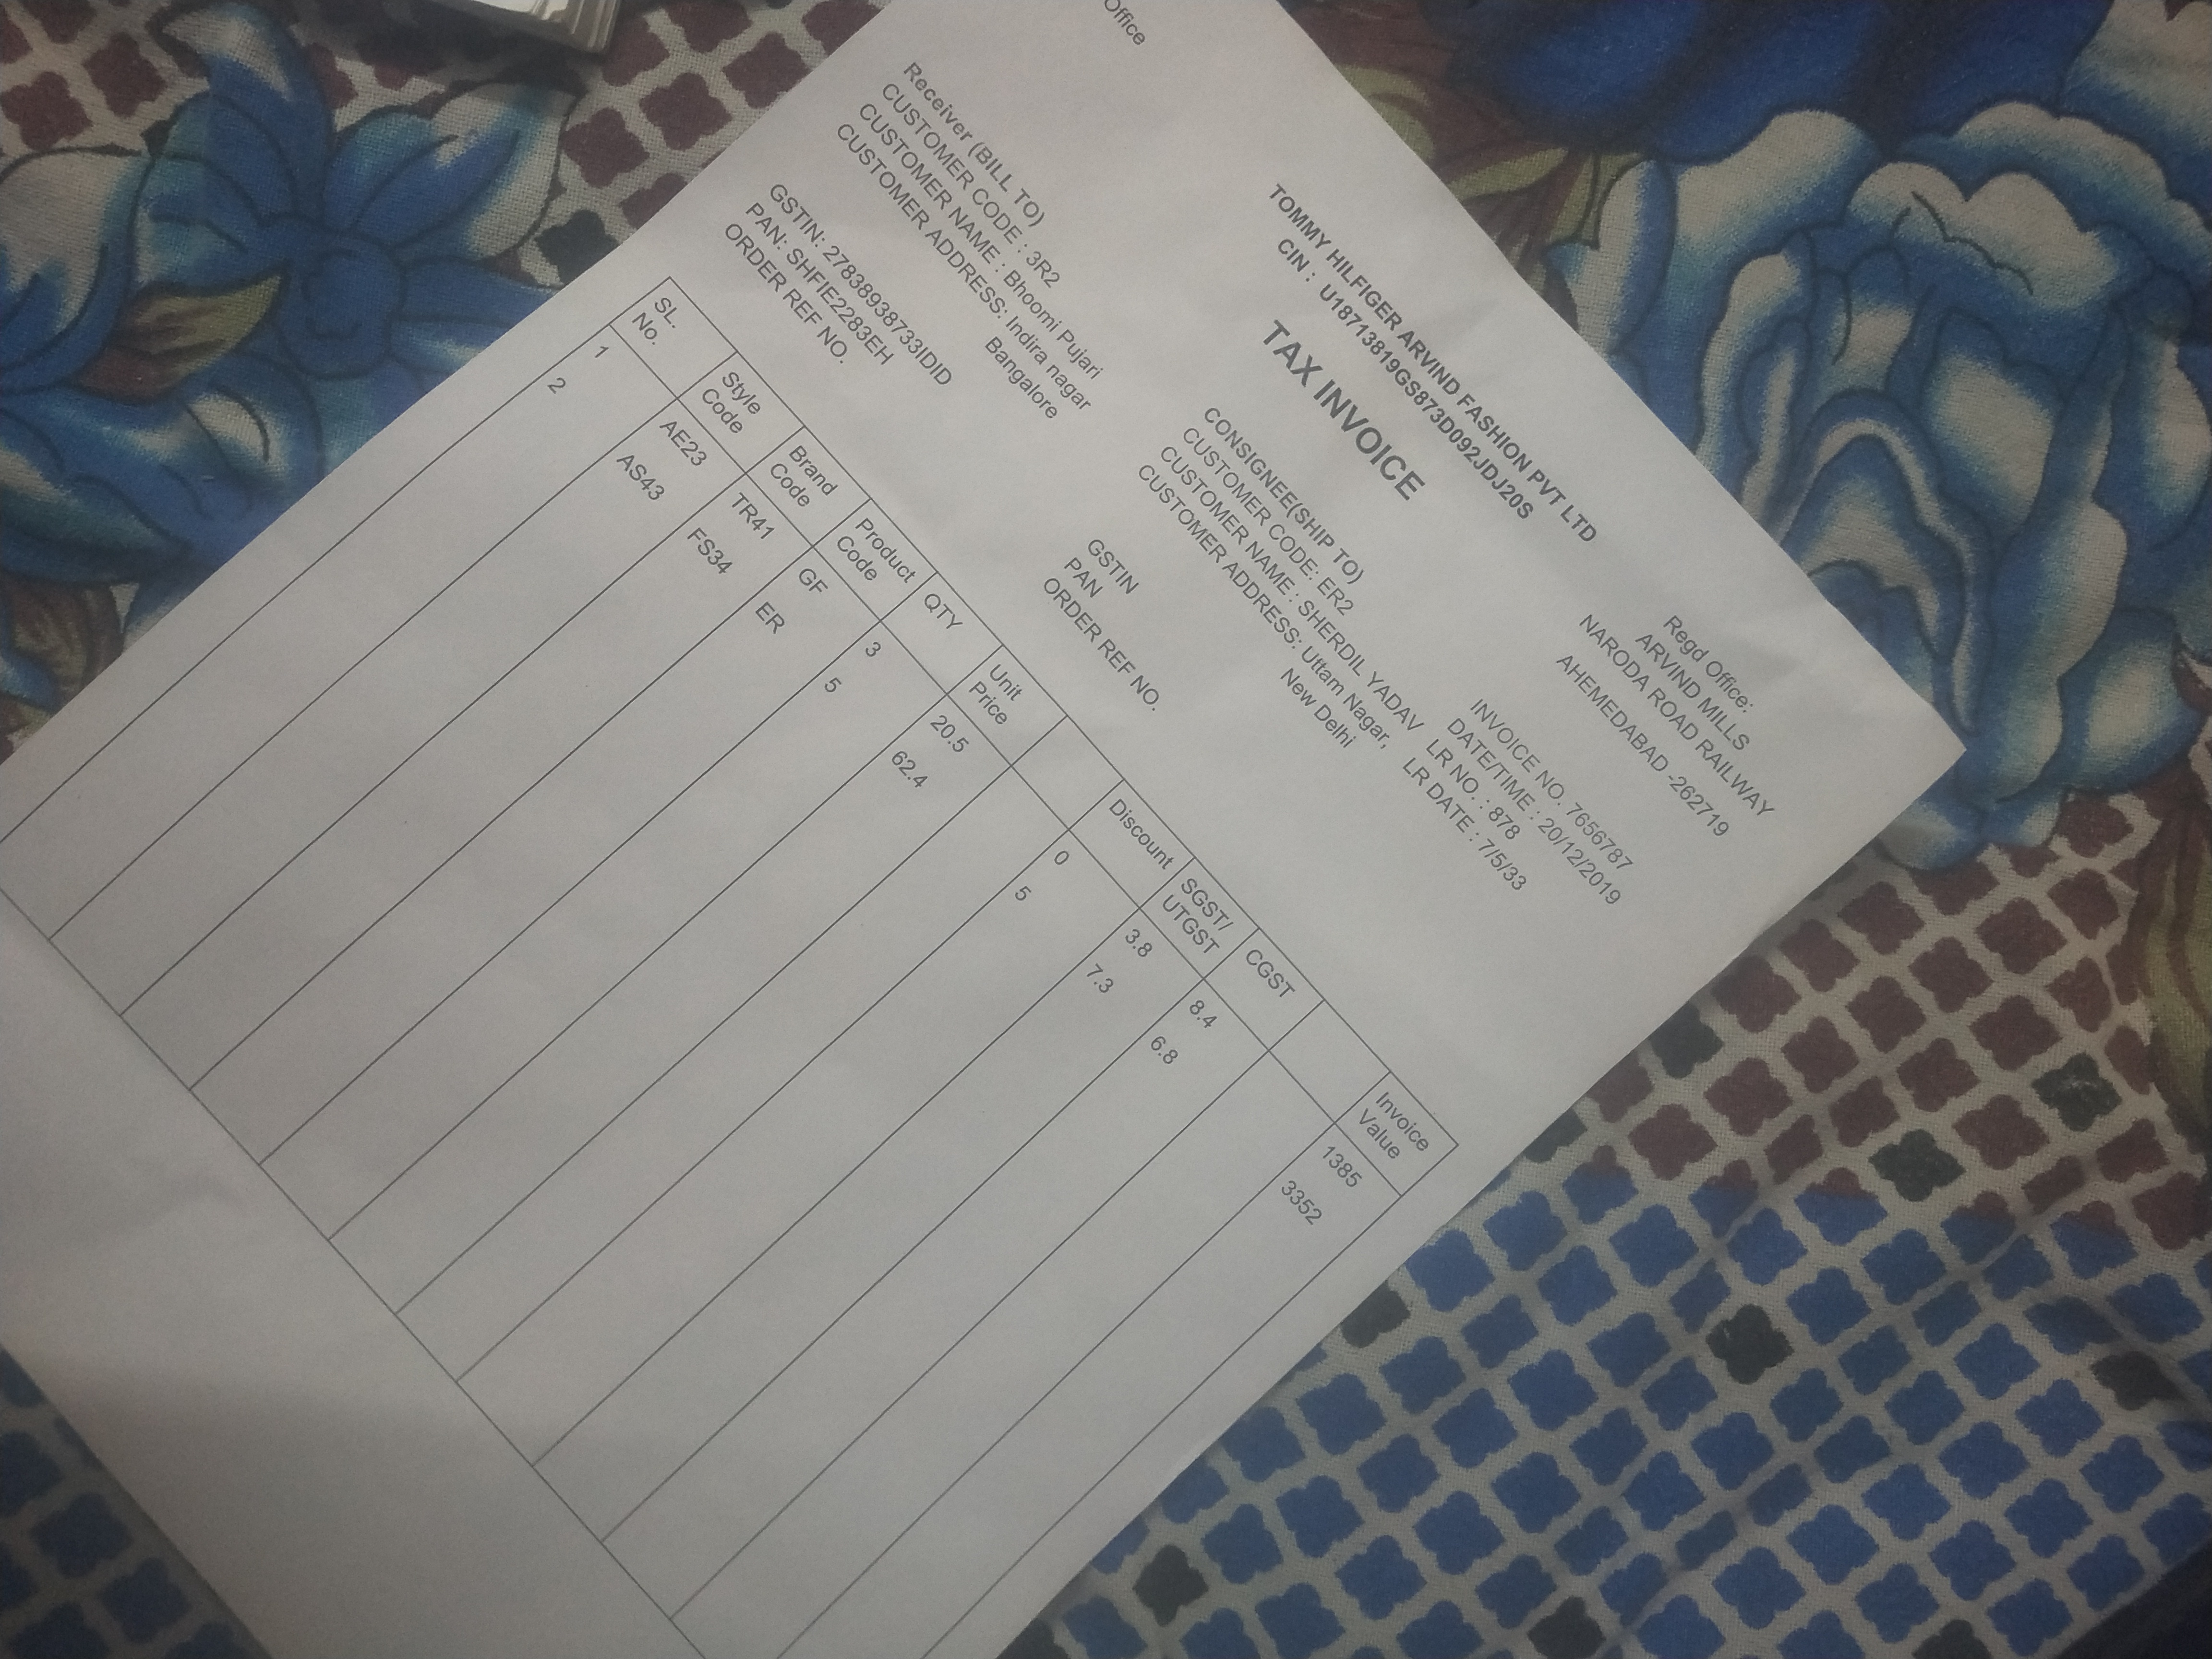 TOMMY HILFIGER ARVIND FASHION PVT LTD
CIN : U18713819GS873D092JDJ20S
TAX INVOICE
Office
Regd Office:
ARVIND MILLS
NARODA ROAD RAILWAY
AHEMEDABAD -262719
Receiver (BILL TO)
CUSTOMER CODE : 3R2
CUSTOMER NAME : Bhoomi Pujari
CUSTOMER ADDRESS: Indira nagar
Bangalore
GSTIN: 27838938733IDID
PAN: SHFIE2283EH
ORDER REF NO.
CONSIGNEE(SHIP TO)
CUSTOMER CODE: ER2
CUSTOMER NAME : SHERDIL YADAV
CUSTOMER ADDRESS: Uttam Nagar,
New Delhi
GSTIN
PAN
ORDER REF NO.
INVOICE NO. 7656787
DATE/TIME : 20/12/2019
LR NO. : 878
LR DATE : 7/5/33
SL. No. Style Code Brand Code Product Code QTY Unit Price Discount SGST/ UTGST CGST Invoice Value
1 AE23 TR41 GF 3 20.5 0 3.8 8.4 1385
2 AS43 FS34 ER 5 62.4 5 7.3 6.8 3352